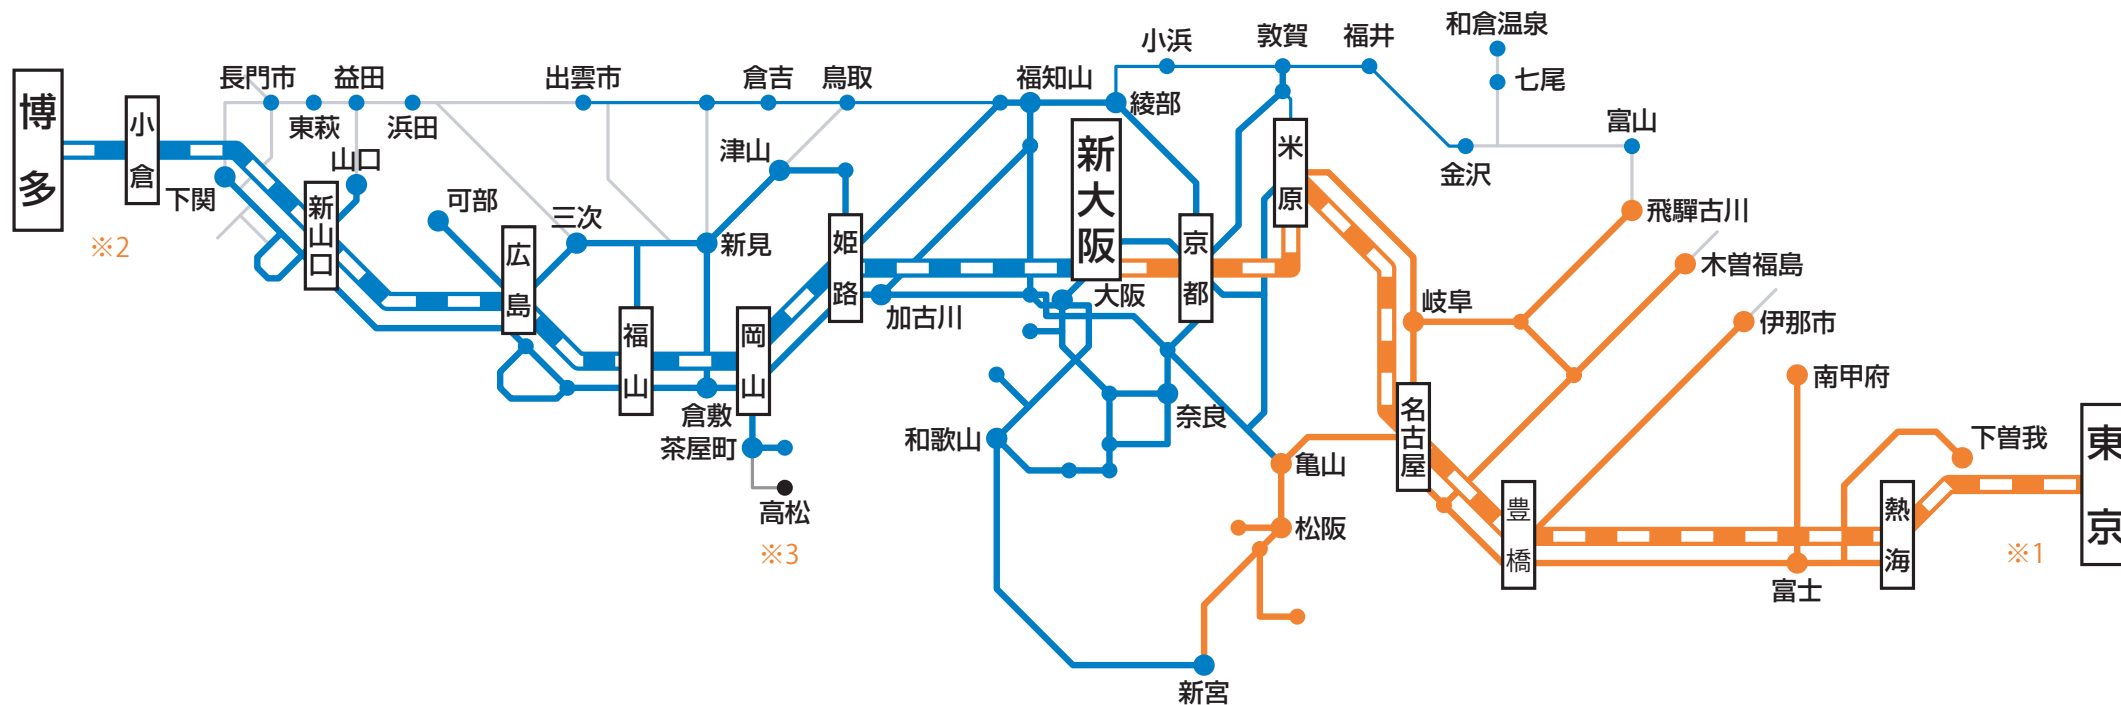 博多
小倉
※2
長門市
東萩
益田
浜田
下関
山口
新山口
出雲市
倉吉
鳥取
津山
可部
三次
広島
新見
福山
岡山
倉敷
茶屋町
高松
※3
姫路
加古川
福知山
綾部
小浜
敦賀
福井
和倉温泉
七尾
金沢
富山
新大阪
大阪
京都
米原
奈良
和歌山
亀山
松阪
新宮
飛驒古川
木曽福島
岐阜
伊那市
名古屋
豊橋
南甲府
富士
下曽我
熱海
※1
東京